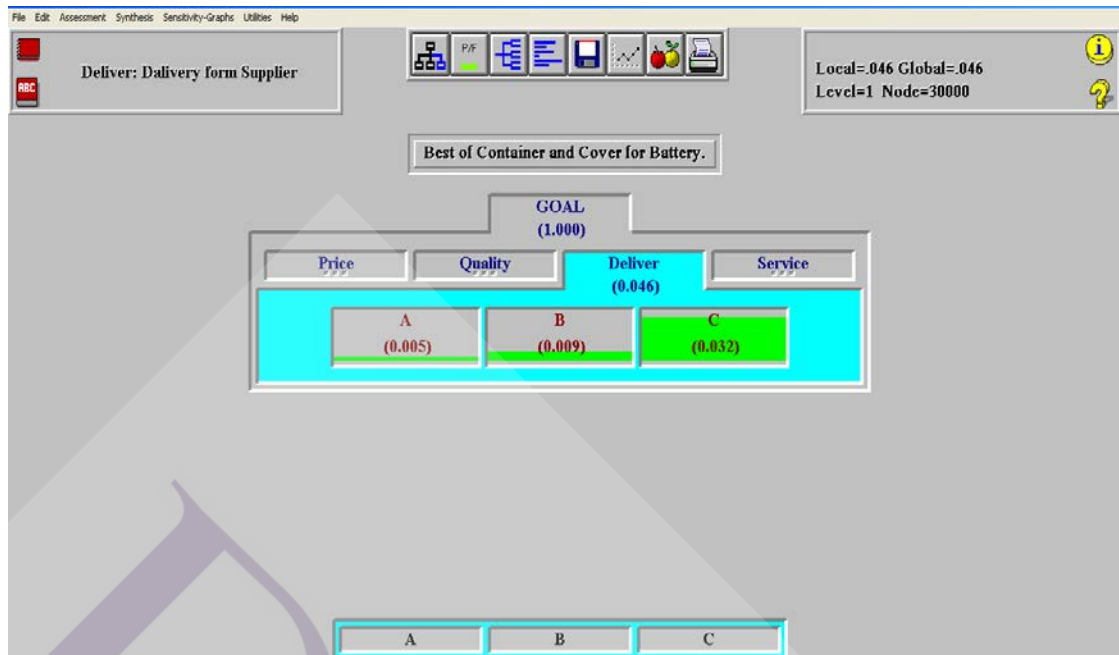 File Edit Assessment Synthesis Sensitivity-Graphs Utilities Help
ABC
Deliver: Dalivery form Supplier
P/F
Local=.046 Global=.046
Level=1 Node=30000
Best of Container and Cover for Battery.
GOAL
(1.000)
Price Quality Deliver Service
(0.046)
A B C
(0.005) (0.009) (0.032)
A B C